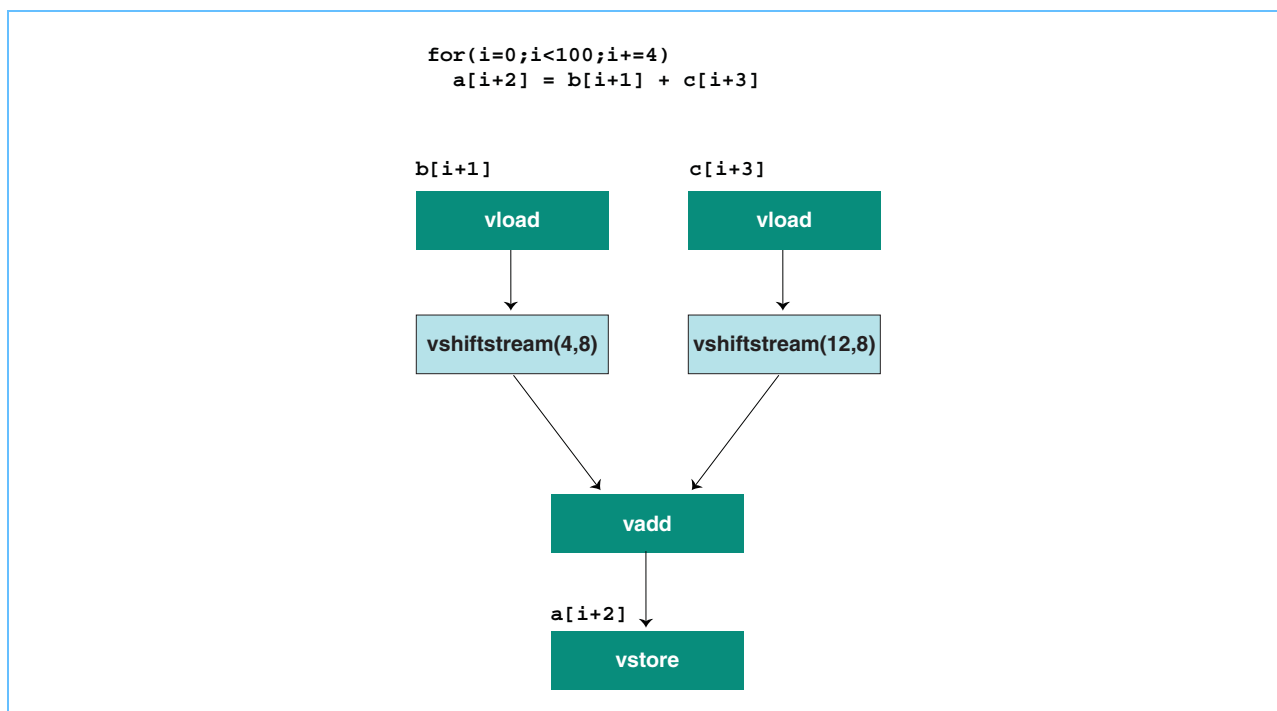 for(i=0;i<100;i+=4)
a[i+2] = b[i+1] + c[i+3]
b[i+1]
c[i+3]
vload
vload
vshiftstream(4,8)
vshiftstream(12,8)
vadd
a[i+2]
vstore